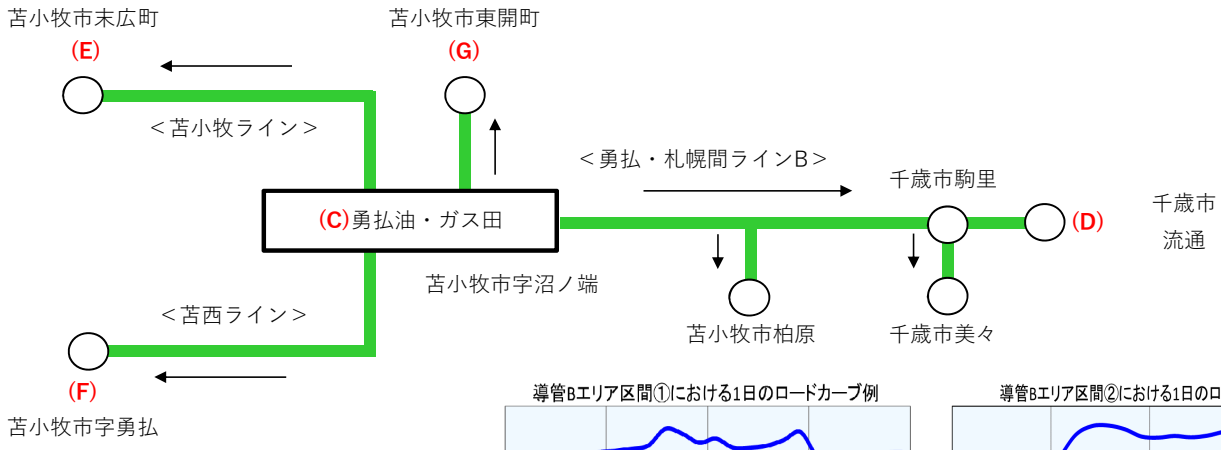 苫小牧市末広町
(E)
苫小牧市東開町
(G)
＜苫小牧ライン＞
＜勇払・札幌間ラインB＞
千歳市駒里
千歳市
流通
(C)勇払油・ガス田
(D)
苫小牧市字沼ノ端
＜苫西ライン＞
苫小牧市柏原
千歳市美々
(F)
苫小牧市字勇払
導管Bエリア区間①における1日のロードカーブ例
導管Bエリア区間②における1日のロ